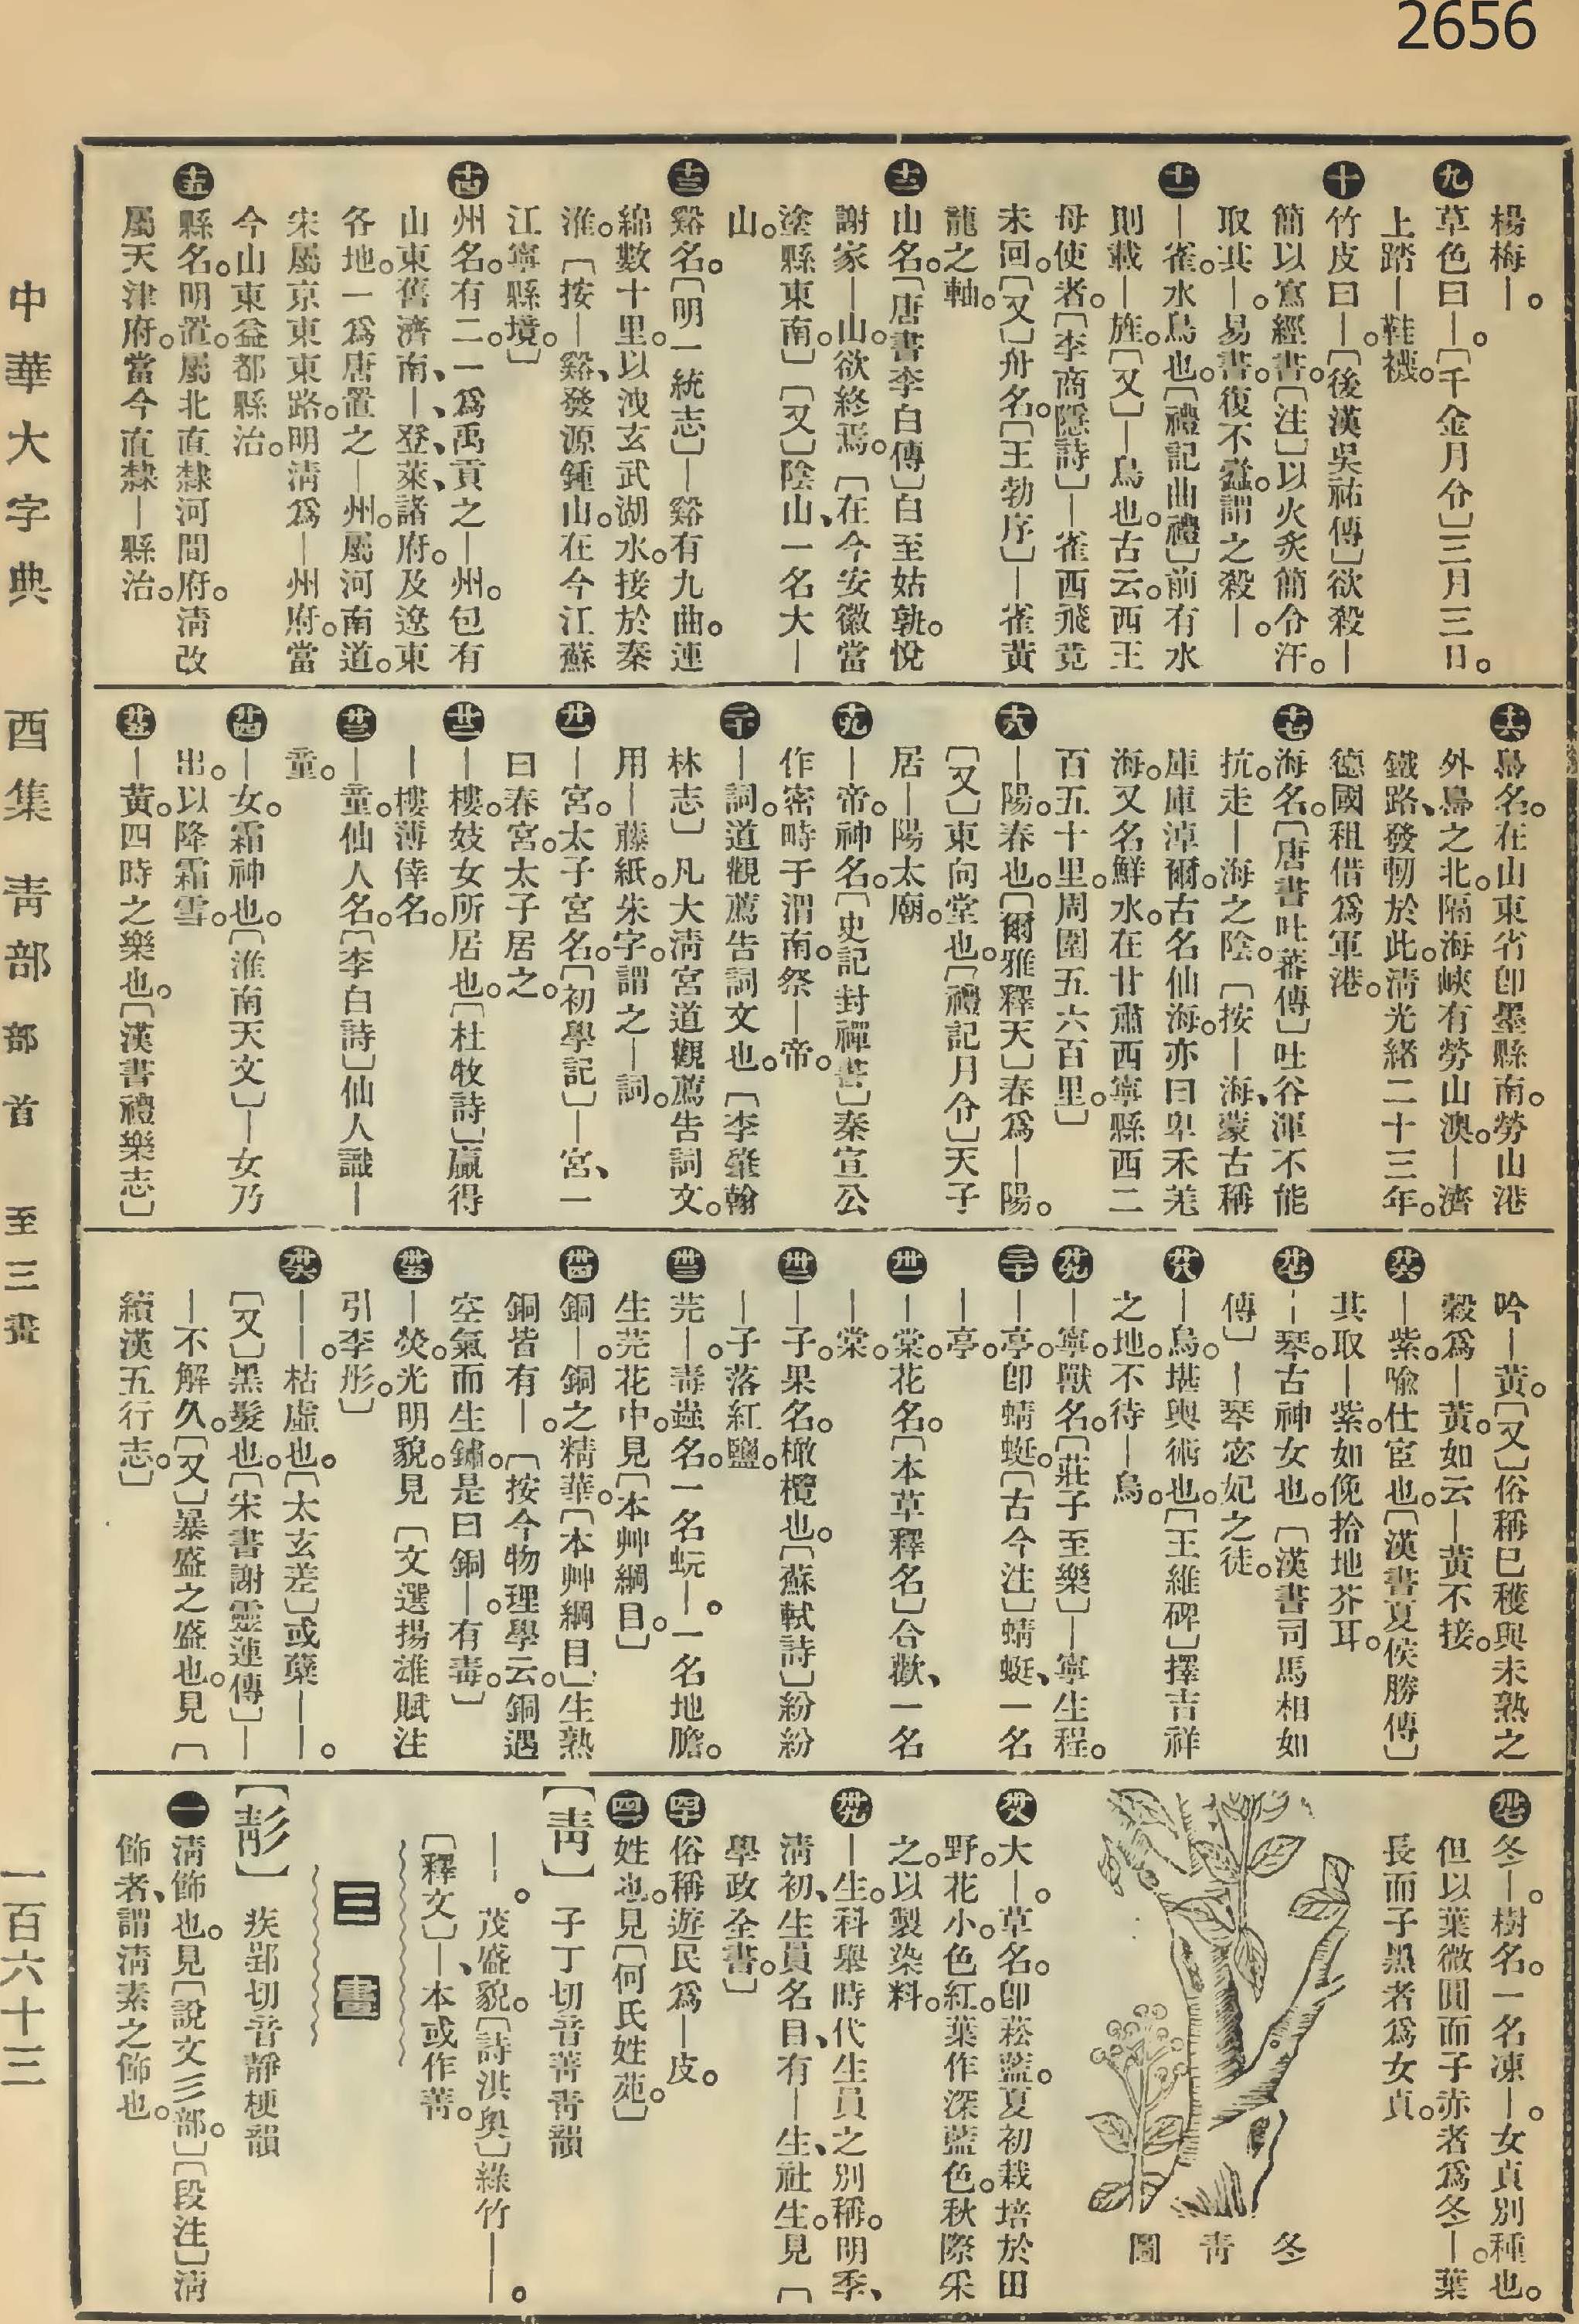 2656
楊梅—。
㊈草色曰—。〔千金月令〕三月三日。
上踏—鞋襪。
㊉竹皮曰—。〔後漢吳祐傳〕欲殺—
簡以寫經書。〔注〕以火炙簡令汗。
取其—易書。復不蠹。謂之殺—。
十一—雀。水鳥也。〔禮記曲禮〕前有水
則載—旌。〔又〕—鳥也。古云。西王
母使者。〔李商隱詩〕—雀西飛竟
未回。〔又〕舟名。〔王勃序〕—雀黃
龍之軸。
十二山名。〔唐書李白傳〕白至姑孰。悅
謝家—山。欲終焉。〔在今安徽當
塗縣東南。〕〔又〕陰山、一名大—
山。
十三谿名。〔明一統志〕—谿有九曲。連
綿數十里。以洩玄武湖水。接於秦
淮。〔按—谿、發源鍾山。在今江蘇
江寧縣境。〕
十四州名。有二。一爲禹貢之—州。包有
山東舊濟南、—、登、萊、諸府。及遼東
各地。一爲唐置之—州。屬河南道。
宋屬京東東路。明清爲—州府。當
今山東益都縣治。
十五縣名。明置。屬北直隸河間府。清改
屬天津府。當今直隸—縣治。
十六島名。在山東省卽墨縣南。勞山港
外島之北。隔海峽有勞山澳。—濟
鐵路、發軔於此。清光緒二十三年。
德國租借爲軍港。
十七海名。〔唐書吐蕃傳〕吐谷渾不能
抗。走—海之陰。〔按—海、蒙古稱
庫庫淖爾。古名仙海。亦曰卑禾羌
海。又名鮮水。在甘肅西寧縣西二
百五十里。周圍五六百里。〕
十八—陽。春也。〔爾雅釋天〕春爲—陽。
〔又〕東向堂也。〔禮記月令〕天子
居—陽太廟。
十九—帝。神名。〔史記封禪書〕秦宣公
作密畤于渭南。祭—帝。
二十—詞。道觀薦告詞文也。〔李肇翰
林志〕凡大清宮道觀薦告詞文。
用—藤紙。朱字。謂之—詞。
廿一—宮。太子宮名。〔初學記〕—宮、一
曰春宮。太子居之。
廿二—樓。妓女所居也。〔杜牧詩〕贏得
—樓薄倖名。
廿三—童。仙人名。〔李白詩〕仙人識—
童。
廿四—女。霜神也。〔淮南天文〕—女乃
出。以降霜雪。
廿五—黃。四時之樂也。〔漢書禮樂志〕
吟—黃。〔又〕俗稱已穫與未熟之
穀爲—黃。如云—黃不接。
廿六—紫。喩仕宦也。〔漢書夏侯勝傳〕
其取—紫。如俛拾地芥耳。
廿七—琴。古神女也。〔漢書司馬相如
傳〕—琴宓妃之徒。
廿八—烏。堪輿術也。〔王維碑〕擇吉祥
之地。不待—烏。
廿九—寧。獸名。〔莊子至樂〕—寧生程。
三十—亭。卽蜻蜓。〔古今注〕蜻蜓、一名
—亭。
卅一—棠。花名。〔本草釋名〕合歡、一名
—棠。
卅二—子。果名。橄欖也。〔蘇軾詩〕紛紛
—子落紅鹽。
卅三芫—。毒蟲名。一名蚖—。一名地膽。
生芫花中。見〔本艸綱目。〕
卅四銅—。銅之精華。〔本艸綱目〕生熟
銅皆有—。〔按今物理學云。銅遇
空氣而生鏽。是曰銅—。有毒。〕
卅五—熒。光明貌。見〔文選揚雄賦注
引李彤。〕
卅六——。枯虛也。〔太玄差〕或孽——。
〔又〕黑髮也。〔宋書謝靈運傳〕—
—不解久。〔又〕暴盛之盛也。見〔
續漢五行志。〕
卅七冬—。樹名。一名凍—。女貞別種也。
但以葉微圓而子赤者爲冬—。葉
長而子黑者爲女貞。
冬青圖
卅八大—。草名。卽菘藍。夏初栽培於田
野。花小。色紅。葉作深藍色。秋際采
之。以製染料。
卅九—生。科舉時代生員之別稱。明季、
清初、生員名目、有—生、社生。見〔
學政全書。〕
四十俗稱遊民爲—皮。
四一姓也。見〔何氏姓苑。〕
〔靑〕子丁切音菁靑韻
——。茂盛貌。〔詩淇奧〕綠竹——。
〔釋文〕—、本或作菁。
三畫
〔彰〕疾郢切音靜梗韻
㊀清飾也。見〔說文彡部。〕〔段注〕清
飾者、謂清素之飾也。
中華大字典 酉集 靑部 部首至三畫 一百六十三